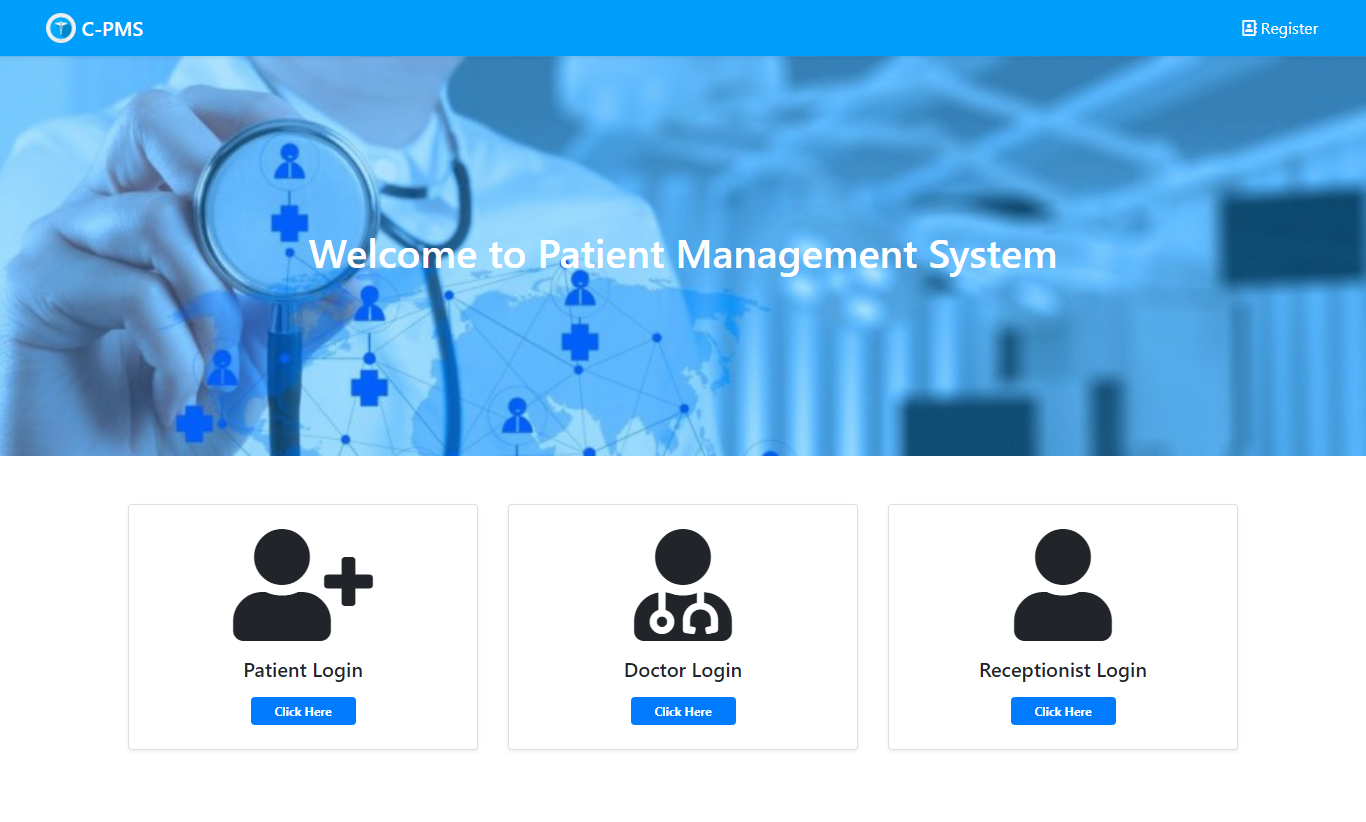 C-PMS
Register
Welcome to Patient Management System
Patient Login
Doctor Login
Receptionist Login
Click Here
Click Here
Click Here